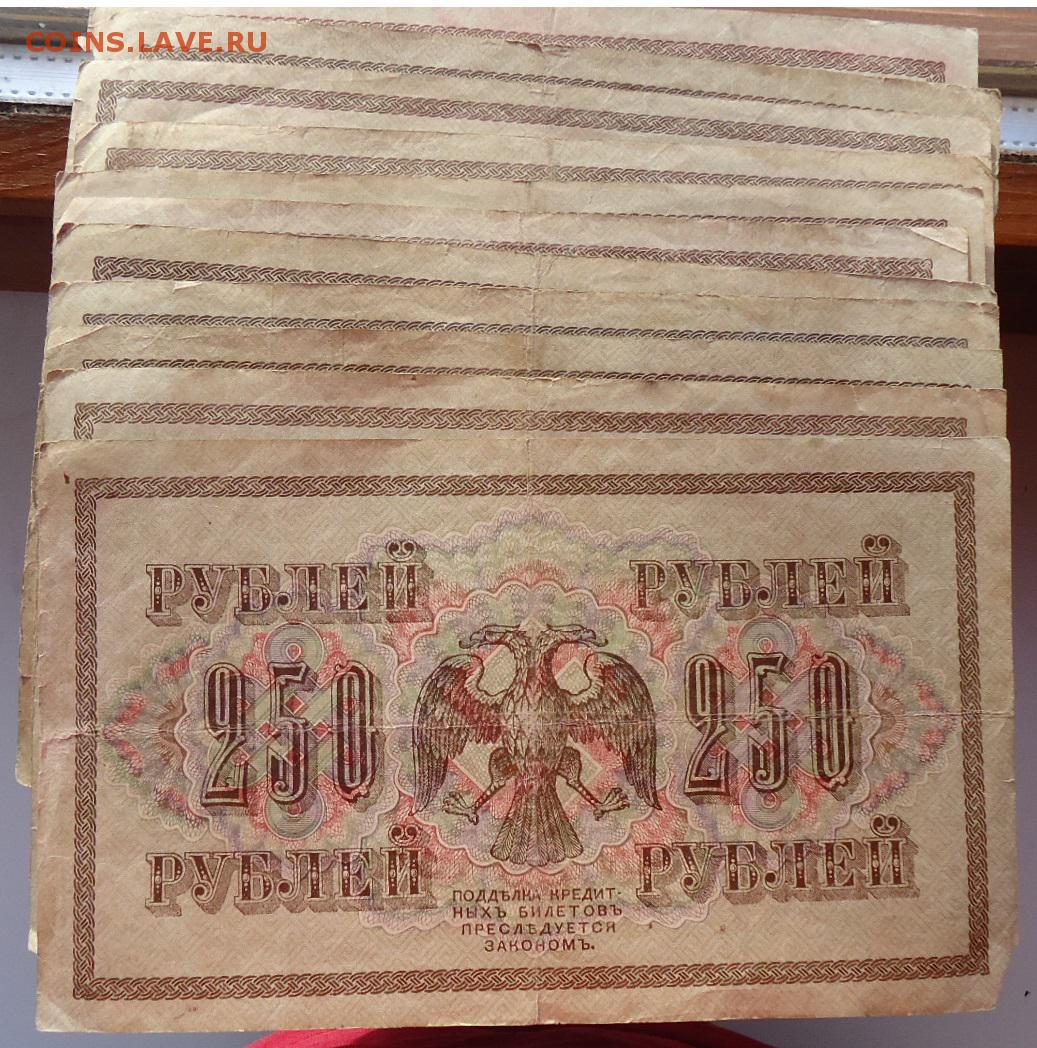 COINS.LAVE.RU
РУБЛЕЙ РУБЛЕЙ
250 250
РУБЛЕЙ РУБЛЕЙ
ПОДДѢЛКА КРЕДИТ-
НЫХЪ БИЛЕТОВЪ
ПРЕСЛѢДУЕТСЯ
ЗАКОНОМЪ.